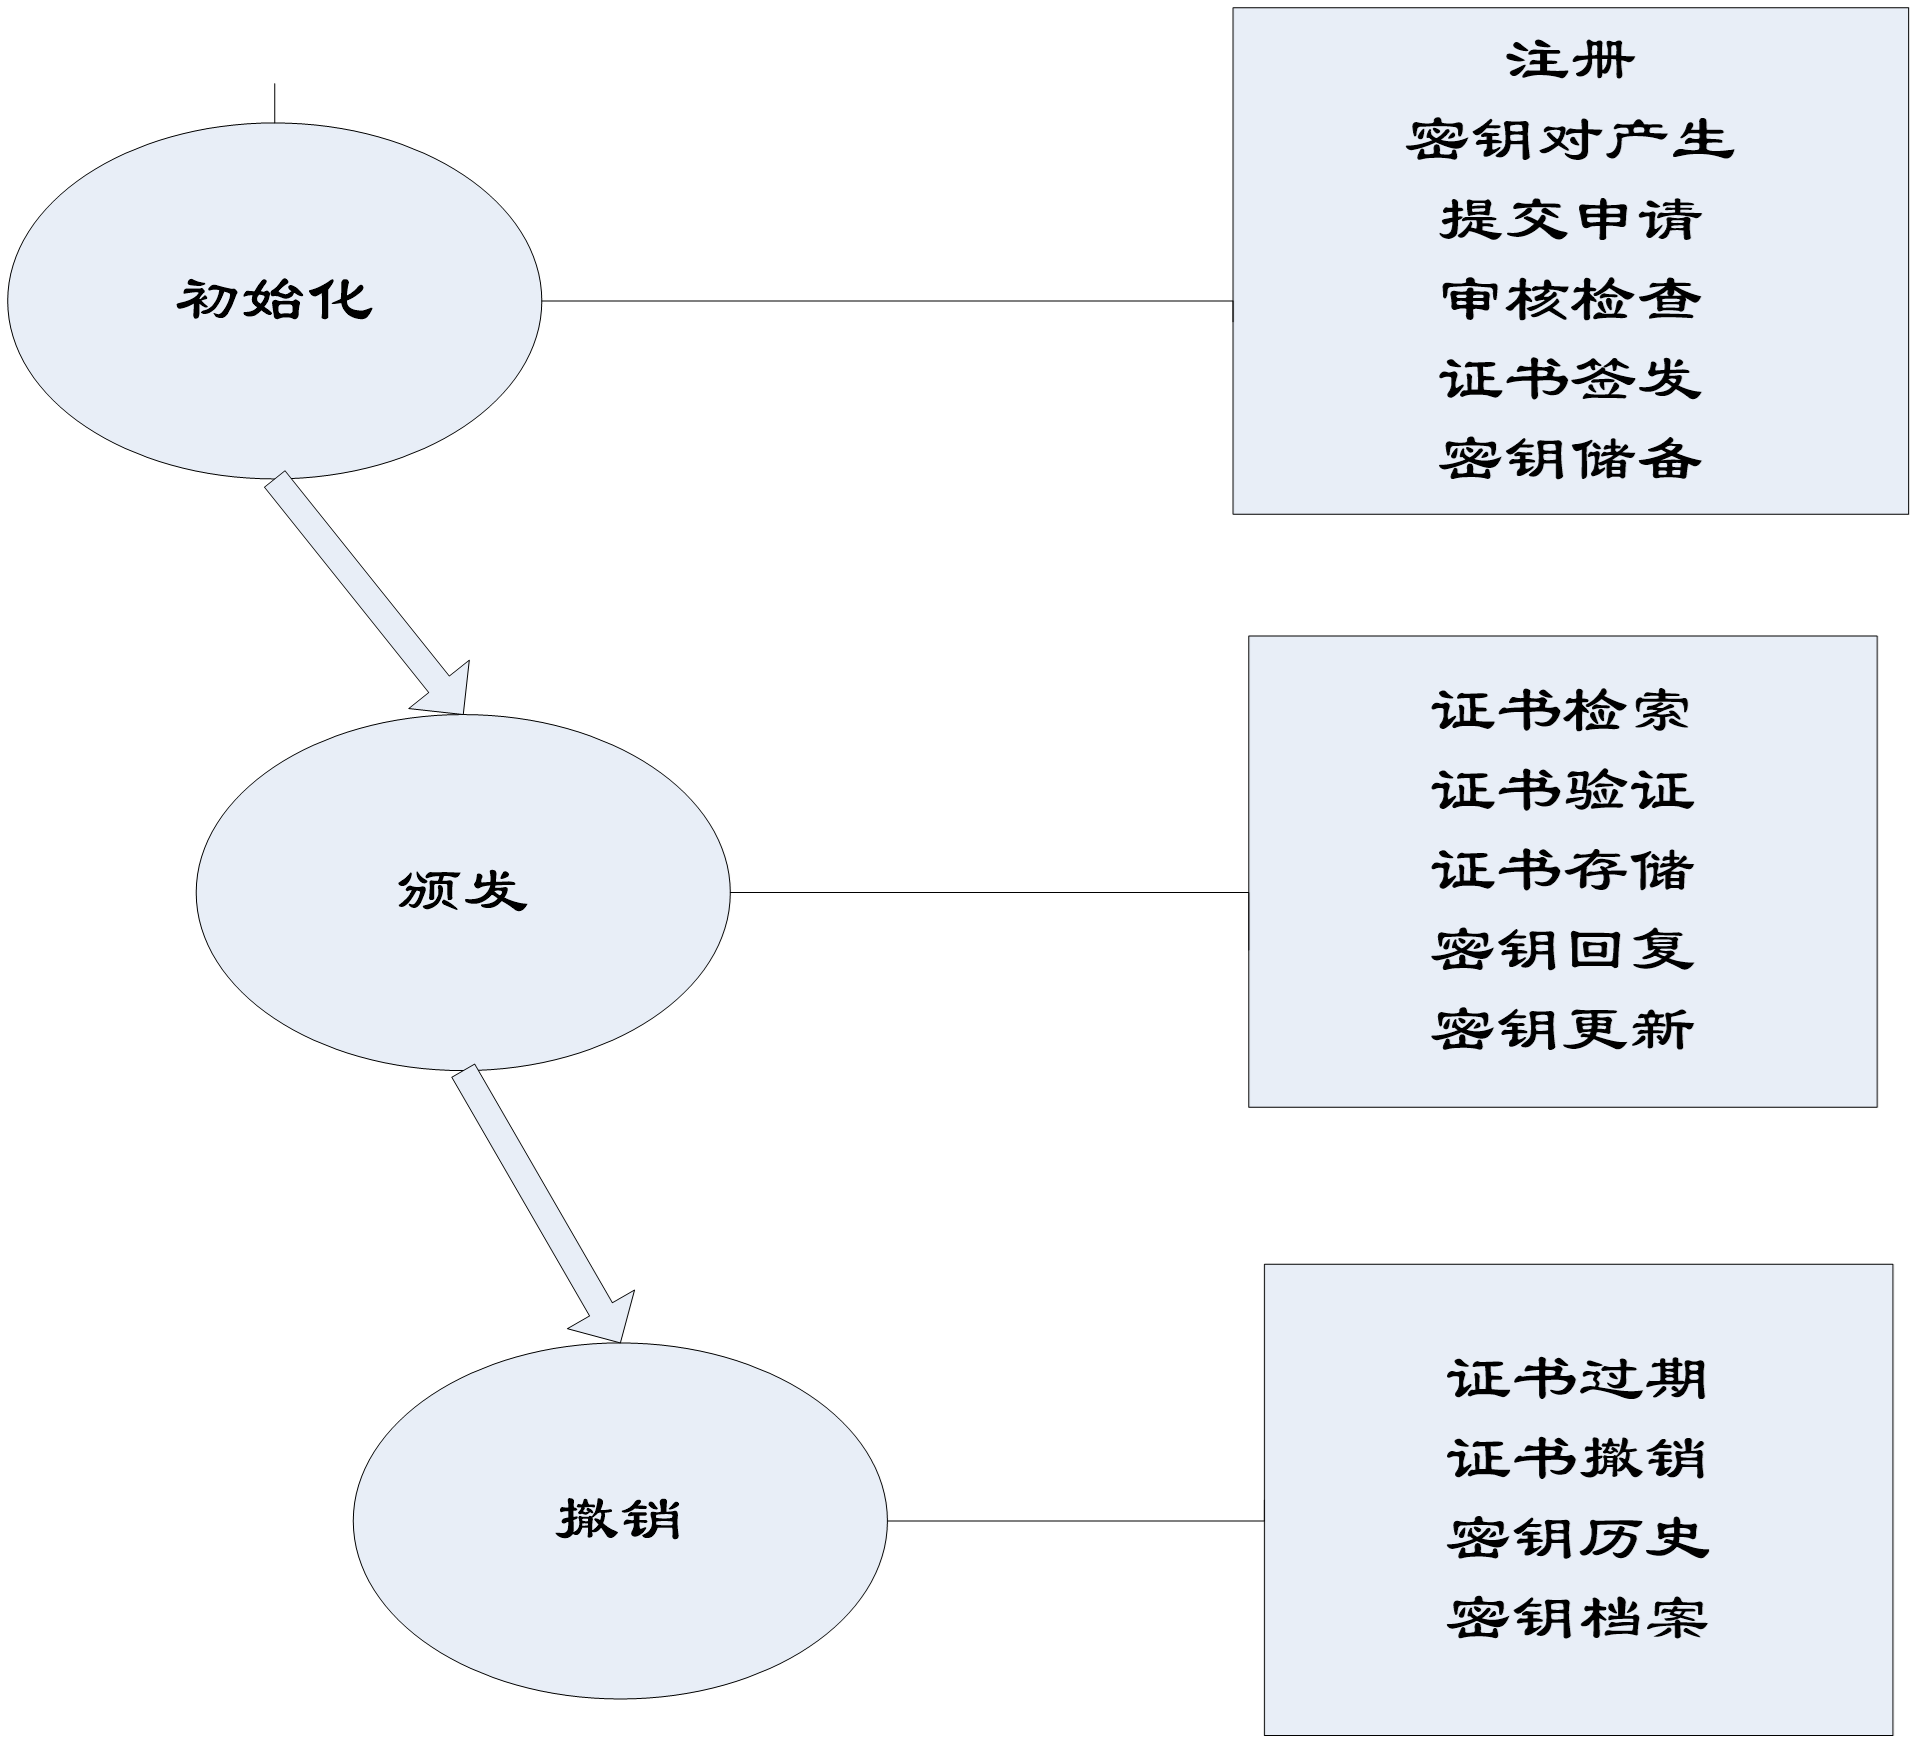 初始化
注册
密钥对产生
提交申请
审核检查
证书签发
密钥储备
颁发
证书检索
证书验证
证书存储
密钥回复
密钥更新
撤销
证书过期
证书撤销
密钥历史
密钥档案